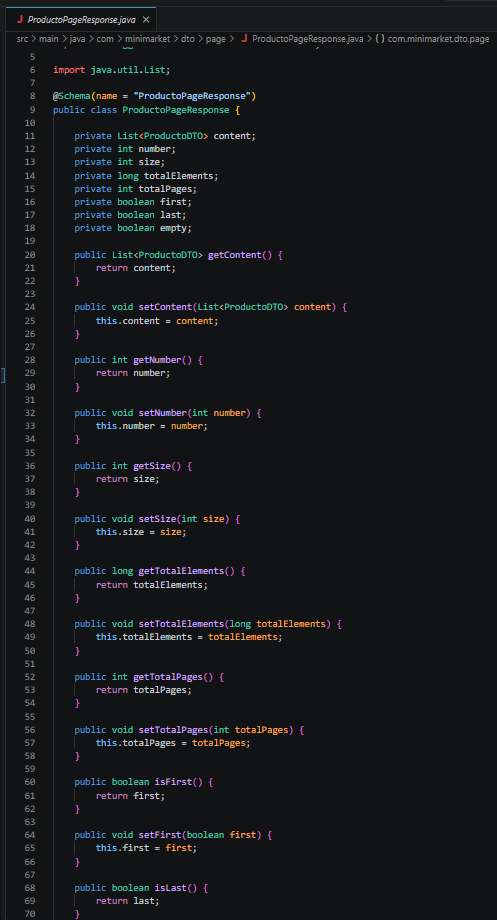 ProductoPageResponse.java
src > main > java > com > minimarket > dto > page > ProductoPageResponse.java > {} com.minimarket.dto.page
5
6 import java.util.List;
7
8 @Schema(name = "ProductoPageResponse")
9 public class ProductoPageResponse {
10
11 private List<ProductoDTO> content;
12 private int number;
13 private int size;
14 private long totalElements;
15 private int totalPages;
16 private boolean first;
17 private boolean last;
18 private boolean empty;
19
20 public List<ProductoDTO> getContent() {
21 return content;
22 }
23
24 public void setContent(List<ProductoDTO> content) {
25 this.content = content;
26 }
27
28 public int getNumber() {
29 return number;
30 }
31
32 public void setNumber(int number) {
33 this.number = number;
34 }
35
36 public int getSize() {
37 return size;
38 }
39
40 public void setSize(int size) {
41 this.size = size;
42 }
43
44 public long getTotalElements() {
45 return totalElements;
46 }
47
48 public void setTotalElements(long totalElements) {
49 this.totalElements = totalElements;
50 }
51
52 public int getTotalPages() {
53 return totalPages;
54 }
55
56 public void setTotalPages(int totalPages) {
57 this.totalPages = totalPages;
58 }
59
60 public boolean isFirst() {
61 return first;
62 }
63
64 public void setFirst(boolean first) {
65 this.first = first;
66 }
67
68 public boolean isLast() {
69 return last;
70 }